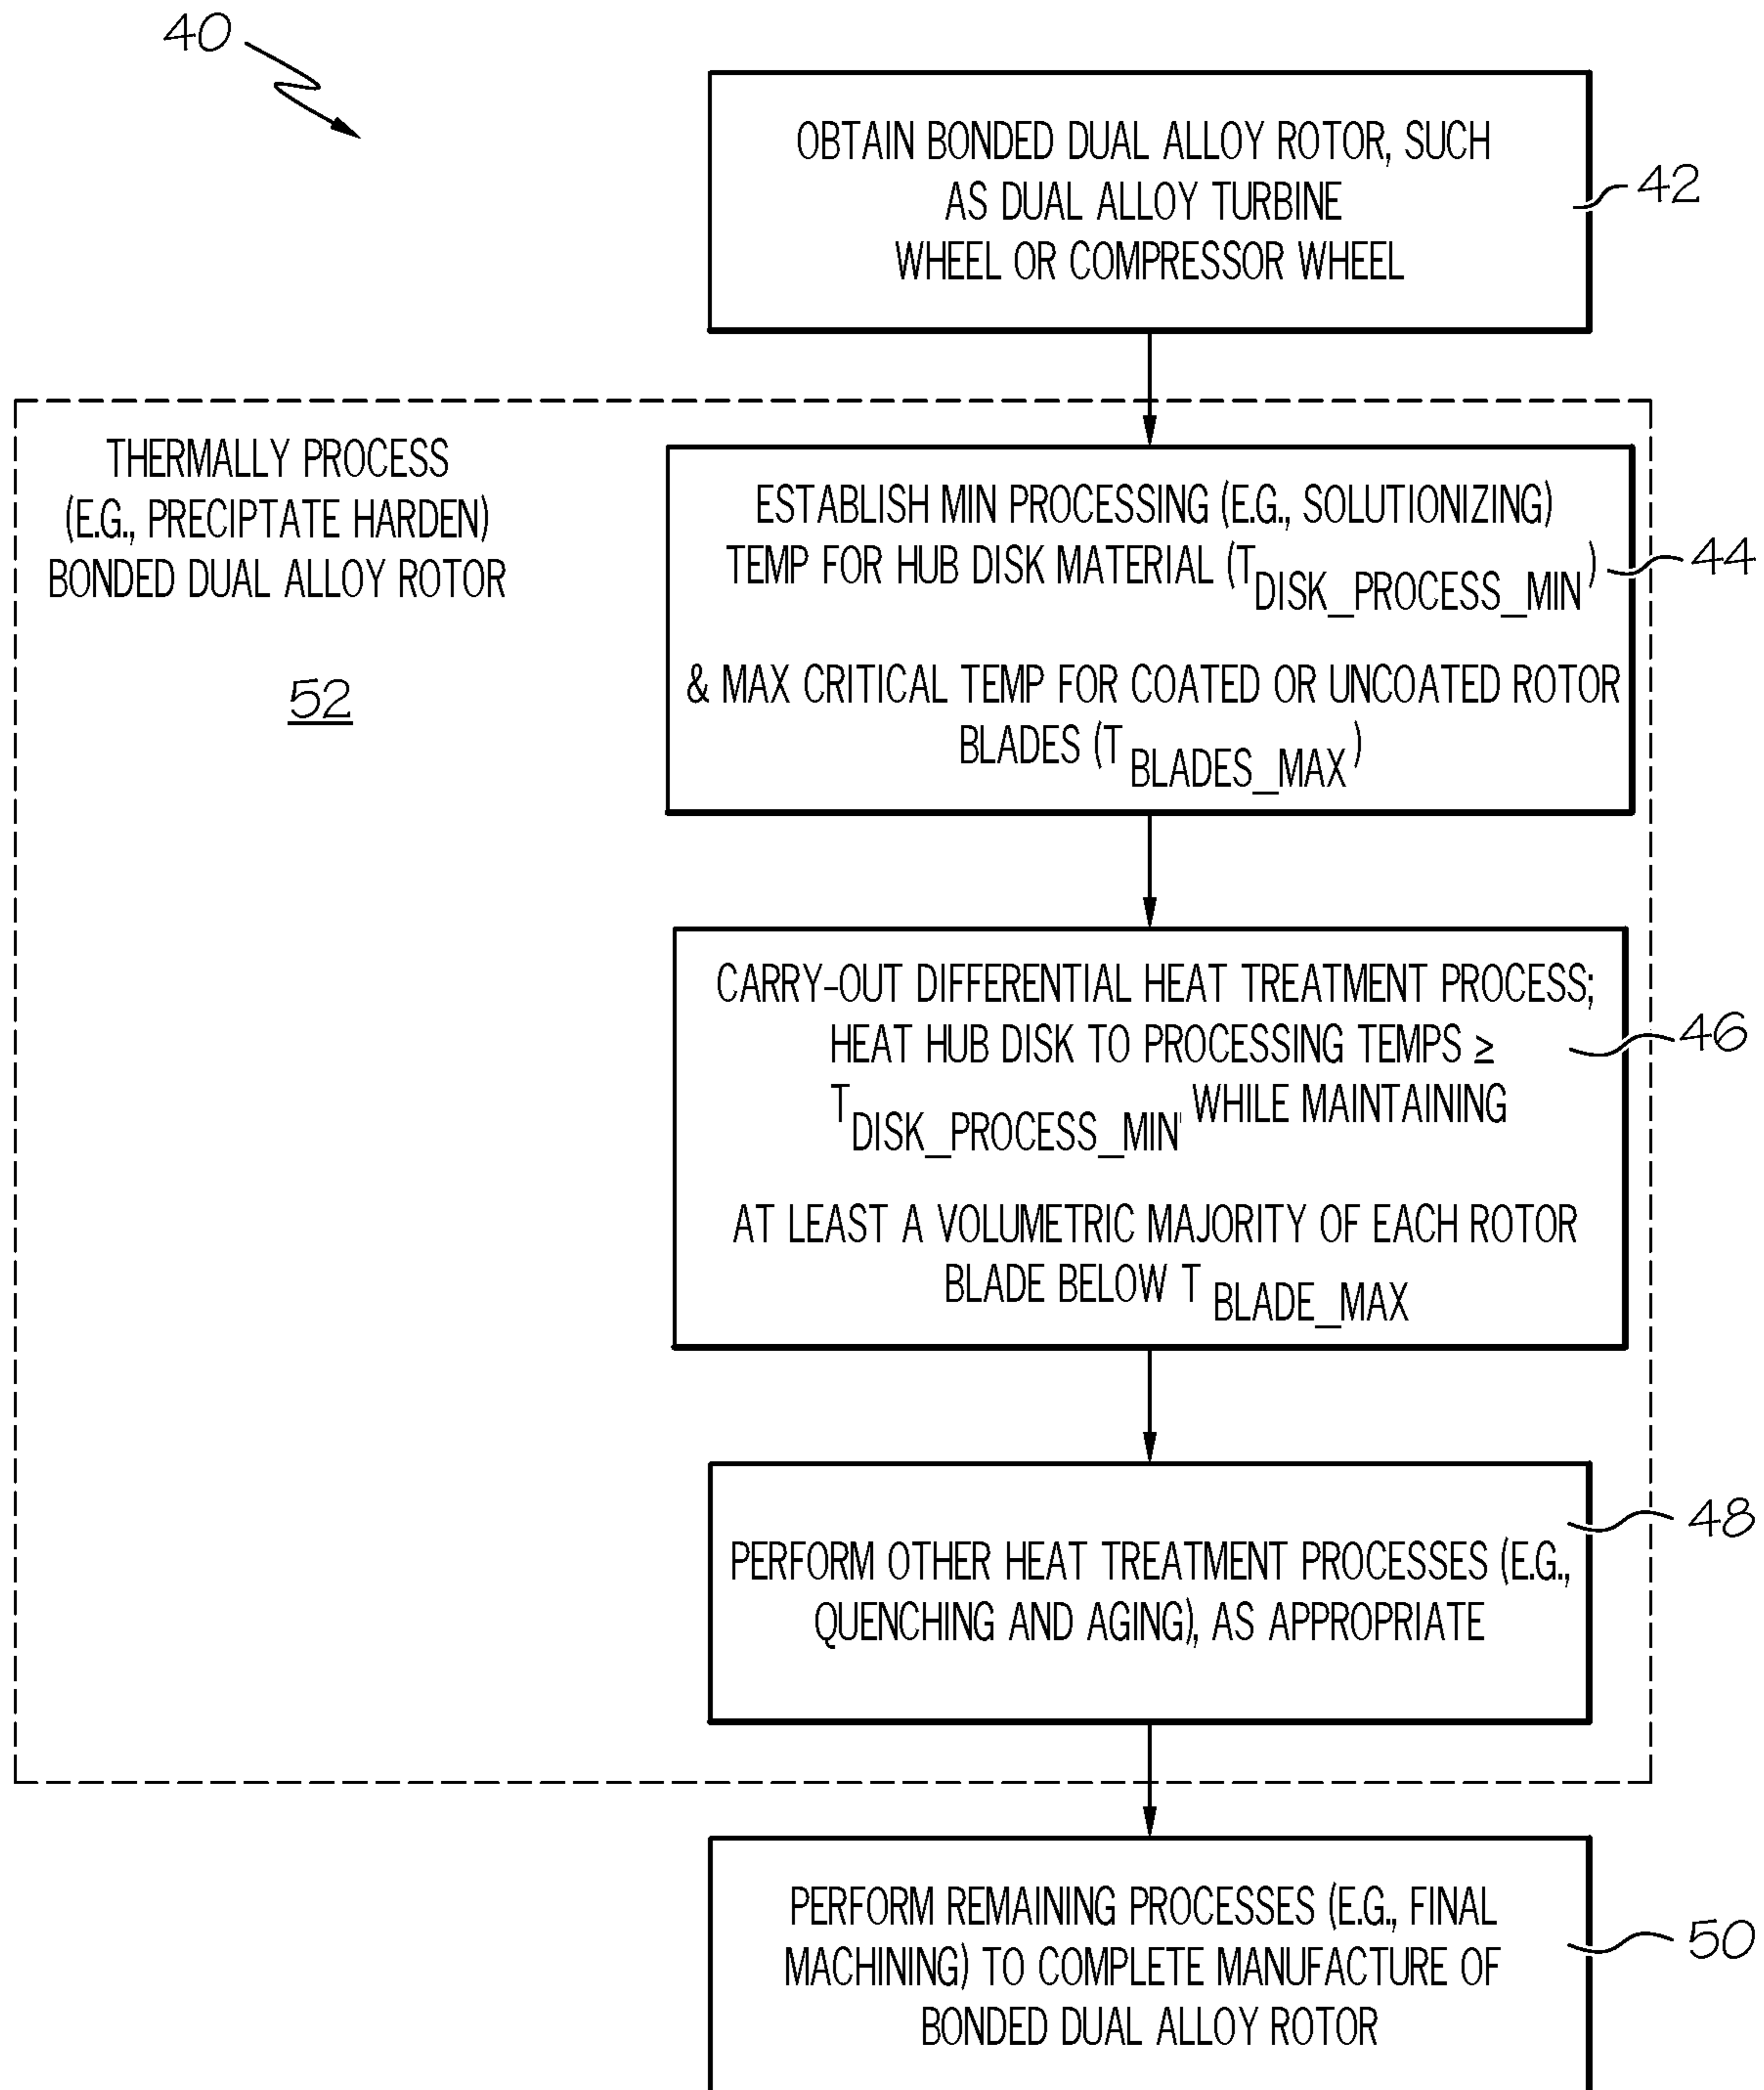 40
OBTAIN BONDED DUAL ALLOY ROTOR, SUCH
AS DUAL ALLOY TURBINE
WHEEL OR COMPRESSOR WHEEL
42
THERMALLY PROCESS
(E.G., PRECIPTATE HARDEN)
BONDED DUAL ALLOY ROTOR
52
ESTABLISH MIN PROCESSING (E.G., SOLUTIONIZING)
TEMP FOR HUB DISK MATERIAL (T DISK_PROCESS_MIN)
& MAX CRITICAL TEMP FOR COATED OR UNCOATED ROTOR
BLADES (T BLADES_MAX)
44
CARRY-OUT DIFFERENTIAL HEAT TREATMENT PROCESS;
HEAT HUB DISK TO PROCESSING TEMPS ≥
T DISK_PROCESS_MIN, WHILE MAINTAINING
AT LEAST A VOLUMETRIC MAJORITY OF EACH ROTOR
BLADE BELOW T BLADE_MAX
46
PERFORM OTHER HEAT TREATMENT PROCESSES (E.G.,
QUENCHING AND AGING), AS APPROPRIATE
48
PERFORM REMAINING PROCESSES (E.G., FINAL
MACHINING) TO COMPLETE MANUFACTURE OF
BONDED DUAL ALLOY ROTOR
50